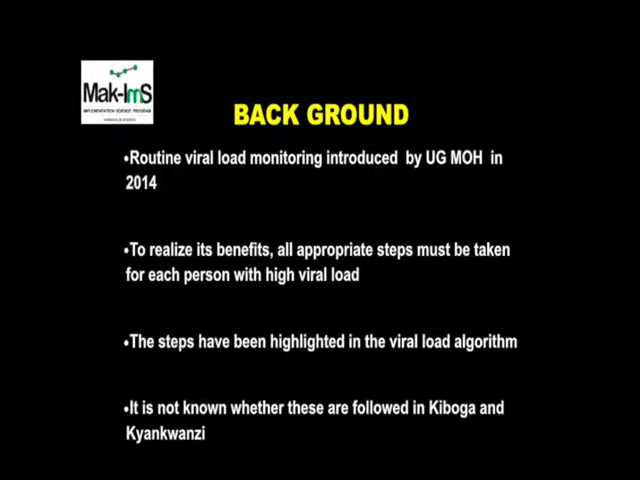 Mak-ImS
IMPLEMENTATION SCIENCE PROGRAM
BACK GROUND
•Routine viral load monitoring introduced by UG MOH in
2014
•To realize its benefits, all appropriate steps must be taken
for each person with high viral load
•The steps have been highlighted in the viral load algorithm
•It is not known whether these are followed in Kiboga and
Kyankwanzi